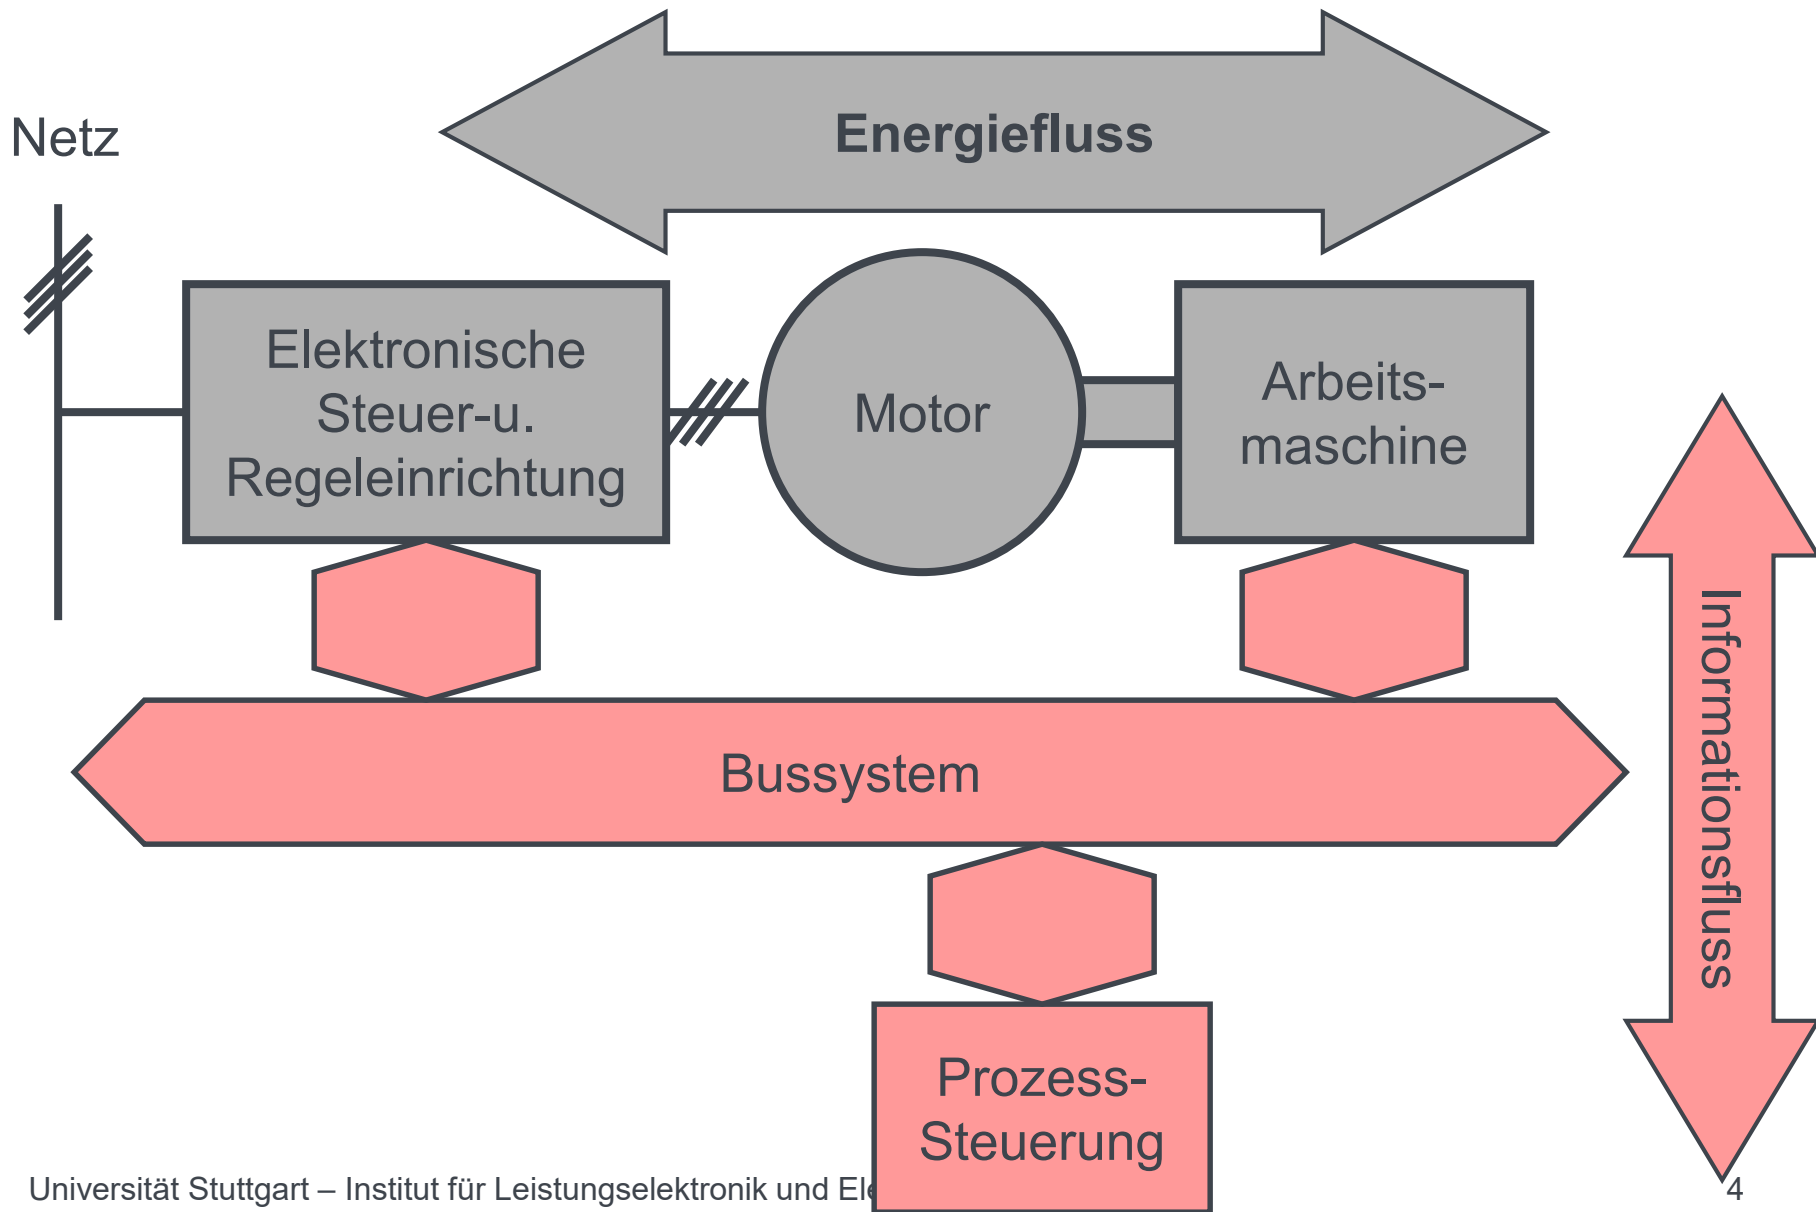 Energiefluss
Netz
Elektronische
Steuer-u.
Regeleinrichtung
Motor
Arbeits-
maschine
Informationsfluss
Bussystem
Prozess-
Steuerung
Universität Stuttgart – Institut für Leistungselektronik und
4